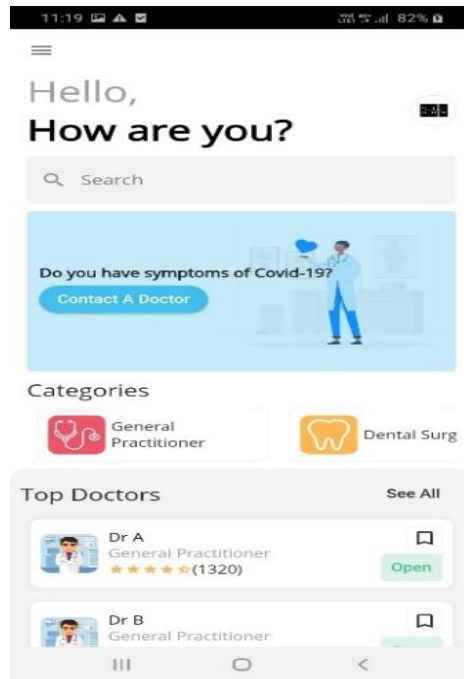 11:19
82%
Hello,
How are you?
Search
Do you have symptoms of Covid-19?
Contact A Doctor
Categories
General
Practitioner
Dental Surg
Top Doctors
See All
Dr A
General Practitioner
(1320)
Open
Dr B
General Practitioner